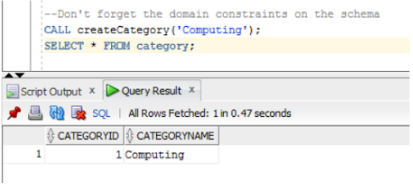 --Don't forget the domain constraints on the schema
CALL createCategory('Computing');
SELECT * FROM category;
Script Output x Query Result x
SQL | All Rows Fetched: 1 in 0.47 seconds
CATEGORYID CATEGORYNAME
1 1 Computing